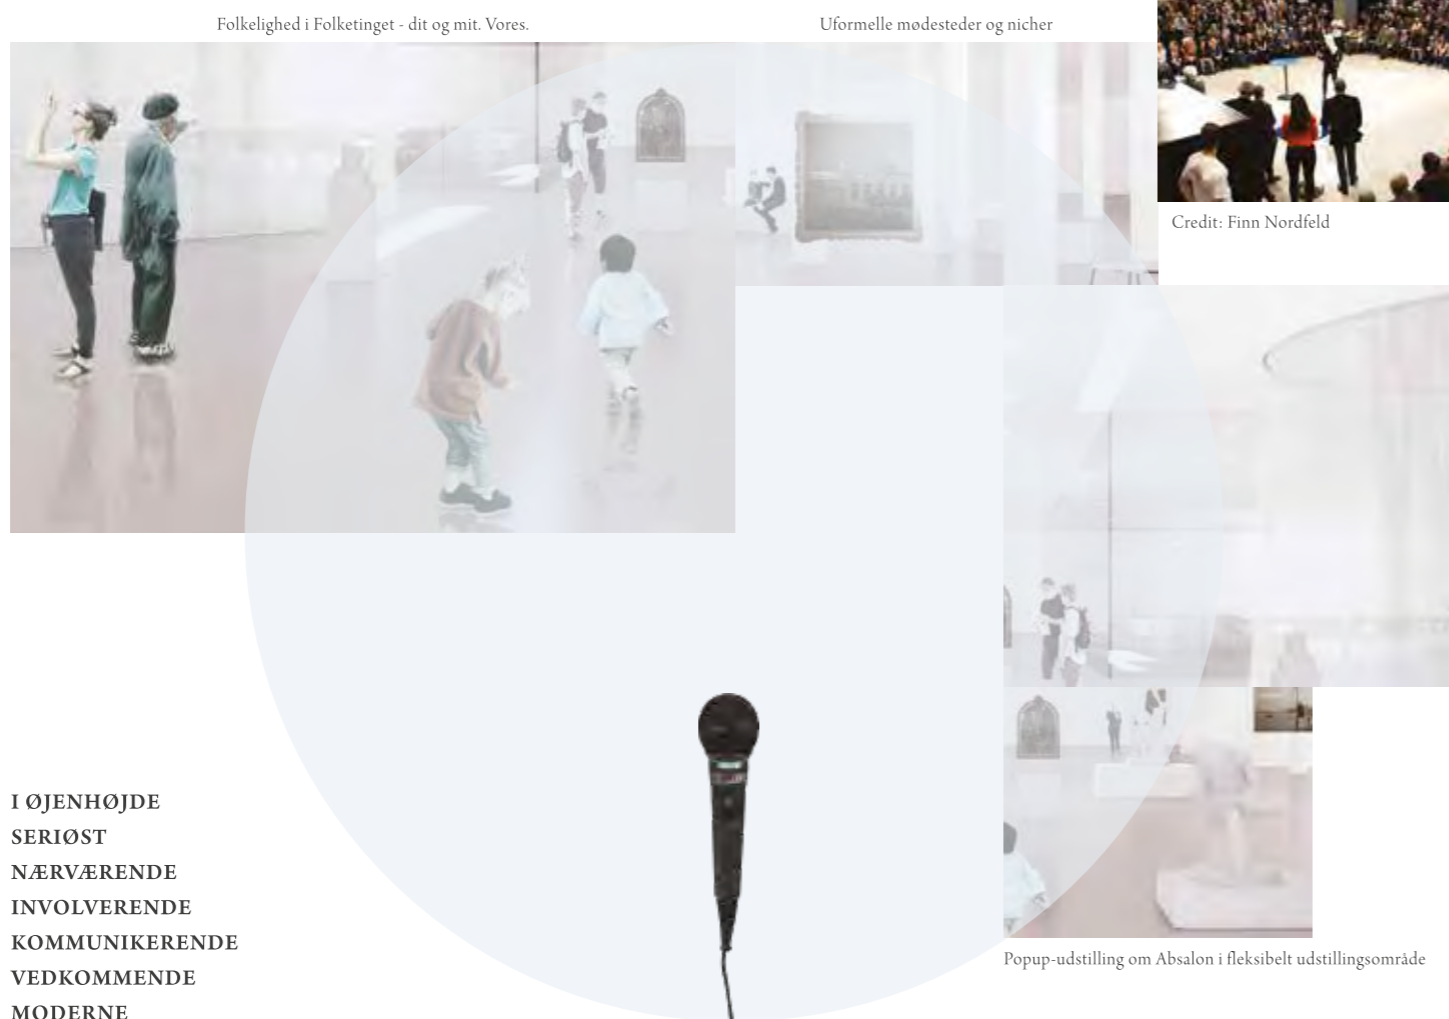 Folkelighed i Folketinget - dit og mit. Vores.
Uformelle mødesteder og nicher
Credit: Finn Nordfeld
I ØJENHØJDE
SERIØST
NÆRVÆRENDE
INVOLVERENDE
KOMMUNIKERENDE
VEDKOMMENDE
MODERNE
Popup-udstilling om Absalon i fleksibelt udstillingsområde